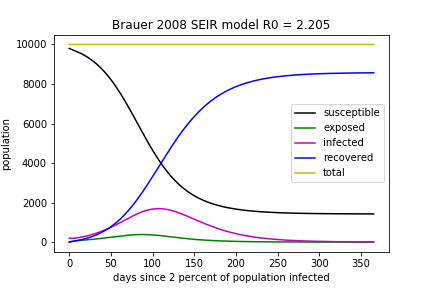 Brauer 2008 SEIR model R0 = 2.205
10000
8000
6000
4000
2000
0
population
susceptible
exposed
infected
recovered
total
0 50 100 150 200 250 300 350
days since 2 percent of population infected